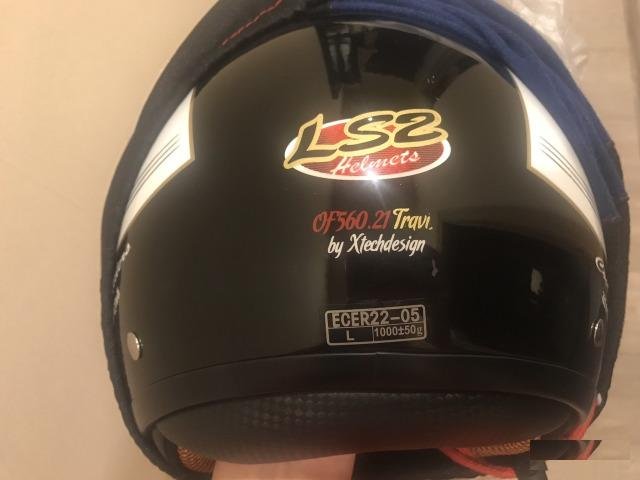 LS2
Helmets
OF560.21 Travi
by Xtechdesign
ECER22-05
L 1000±50g